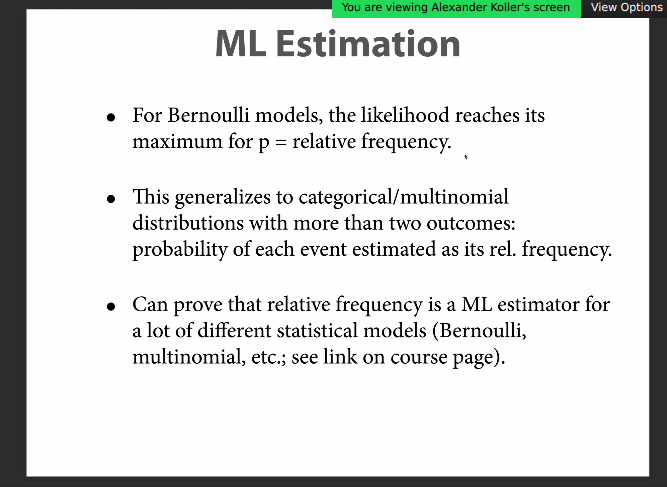 You are viewing Alexander Koller's screen
View Options
ML Estimation
• For Bernoulli models, the likelihood reaches its
maximum for p = relative frequency.
• This generalizes to categorical/multinomial
distributions with more than two outcomes:
probability of each event estimated as its rel. frequency.
• Can prove that relative frequency is a ML estimator for
a lot of different statistical models (Bernoulli,
multinomial, etc.; see link on course page).